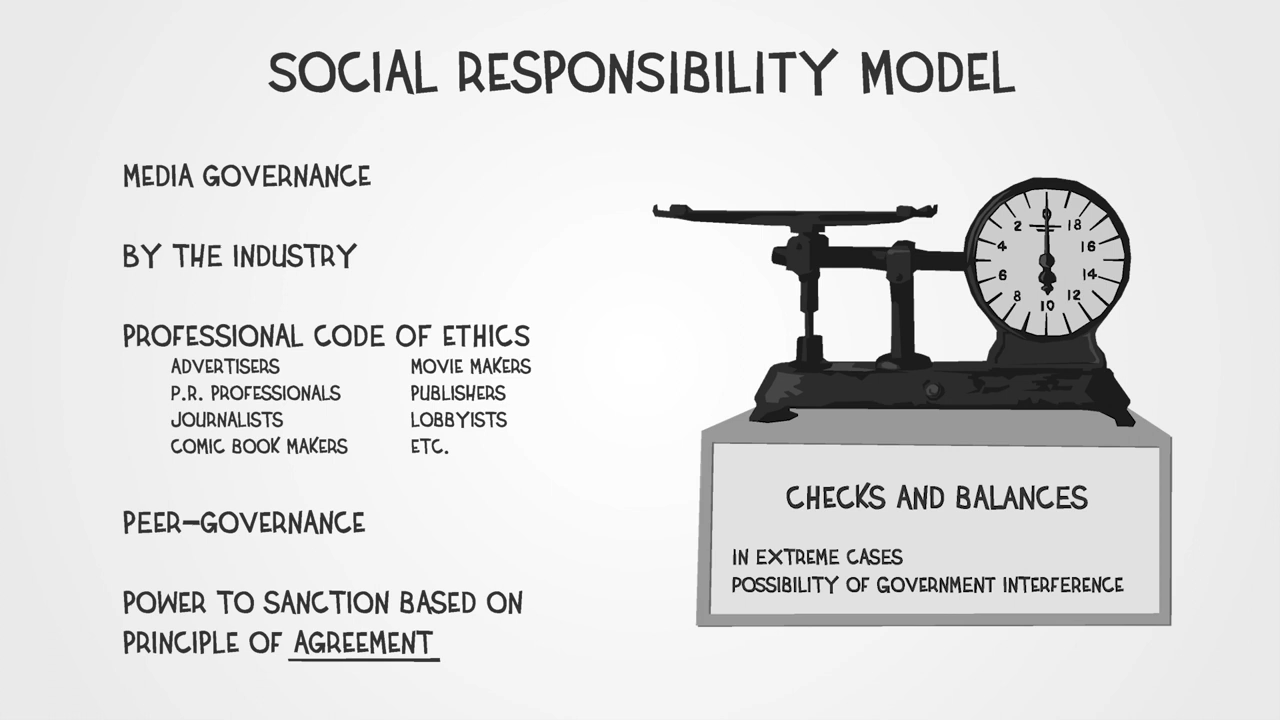 SOCIAL RESPONSIBILITY MODEL
MEDIA GOVERNANCE
BY THE INDUSTRY
PROFESSIONAL CODE OF ETHICS
ADVERTISERS
P.R. PROFESSIONALS
JOURNALISTS
COMIC BOOK MAKERS
MOVIE MAKERS
PUBLISHERS
LOBBYISTS
ETC.
PEER-GOVERNANCE
POWER TO SANCTION BASED ON
PRINCIPLE OF AGREEMENT
0
2
18
4
16
6
14
8
12
10
CHECKS AND BALANCES
IN EXTREME CASES
POSSIBILITY OF GOVERNMENT INTERFERENCE